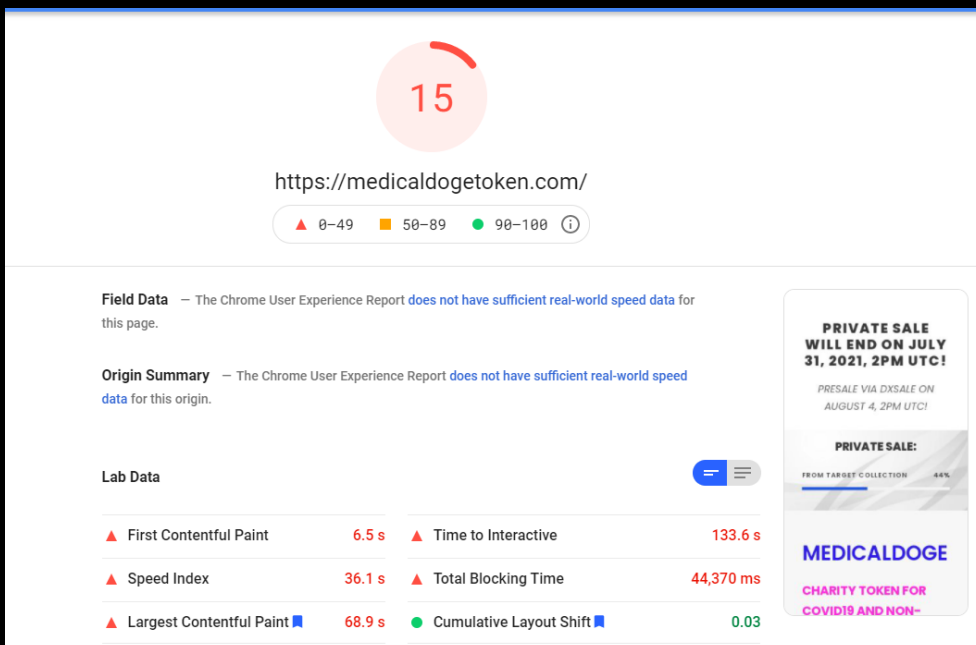 15
https://medicaldogetoken.com/
0–49 50–89 90–100
Field Data — The Chrome User Experience Report does not have sufficient real-world speed data for
this page.
Origin Summary — The Chrome User Experience Report does not have sufficient real-world speed
data for this origin.
Lab Data
First Contentful Paint 6.5 s
Time to Interactive 133.6 s
Speed Index 36.1 s
Total Blocking Time 44,370 ms
Largest Contentful Paint 68.9 s
Cumulative Layout Shift 0.03
PRIVATE SALE
WILL END ON JULY
31, 2021, 2PM UTC!
PRESALE VIA DXSALE ON
AUGUST 4, 2PM UTC!
PRIVATE SALE:
FROM TARGET COLLECTION 44%
MEDICALDOGE
CHARITY TOKEN FOR
COVID19 AND NON-